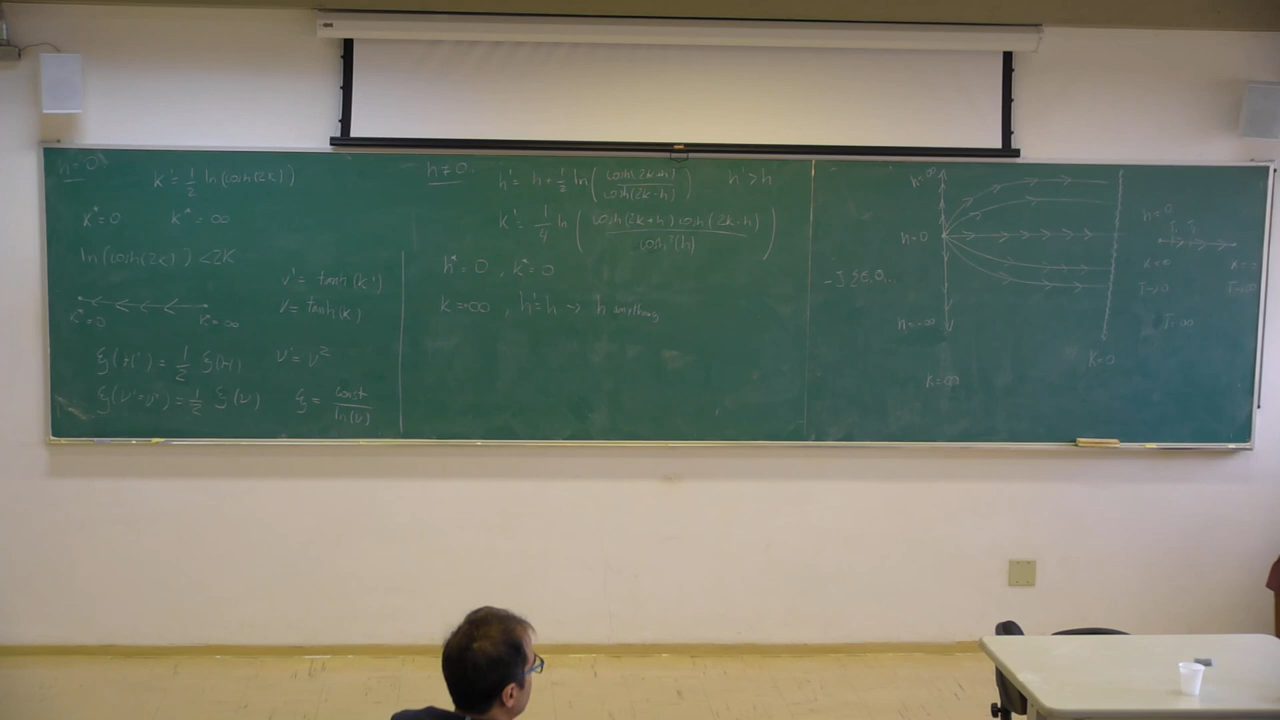 h=0
K' = 1/2 ln(cosh(2K))
K* = 0 K* = ∞
ln(cosh(2K)) < 2K
v' = tanh(K')
v = tanh(K)
K* = 0 K = ∞
ξ(K') = 1/2 ξ(K) v' = v²
ξ(v'=v²) = 1/2 ξ(v) ξ = const / ln(v)
h≠0
h' = h + 1/2 ln( cosh(2K+h) / cosh(2K-h) ) h' > h
K' = 1/4 ln( cosh(2K+h) cosh(2K-h) / cosh²(h) )
h* = 0, K* = 0
K = ∞, h' = h → h anything
h=∞
h=0
h=-∞
K=∞
K=0
h=0
T=∞